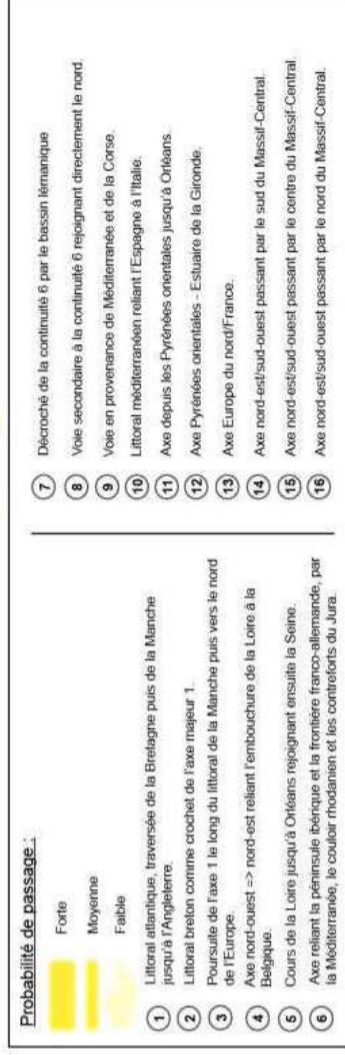 Probabilité de passage :
Forte
Moyenne
Faible
1 Littoral atlantique, traversée de la Bretagne puis de la Manche
jusqu'à l'Angleterre.
2 Littoral breton comme crochet de l'axe majeur 1.
3 Poursuite de l'axe 1 le long du littoral de la Manche puis vers le nord
de l'Europe.
4 Axe nord-ouest => nord-est reliant l'embouchure de la Loire à la
Belgique.
5 Cours de la Loire jusqu'à Orléans rejoignant ensuite la Seine.
6 Axe reliant la péninsule ibérique et la frontière franco-allemande, par
la Méditerranée, le couloir rhodanien et les contreforts du Jura.
7 Décroché de la continuité 6 par le bassin lémanique
8 Voie secondaire à la continuité 6 rejoignant directement le nord.
9 Voie en provenance de Méditerranée et de la Corse.
10 Littoral méditerranéen reliant l'Espagne à l'Italie.
11 Axe depuis les Pyrénées orientales jusqu'à Orléans.
12 Axe Pyrénées orientales - Estuaire de la Gironde.
13 Axe Europe du nord/France.
14 Axe nord-est/sud-ouest passant par le sud du Massif-Central.
15 Axe nord-est/sud-ouest passant par le centre du Massif-Central.
16 Axe nord-est/sud-ouest passant par le nord du Massif-Central.